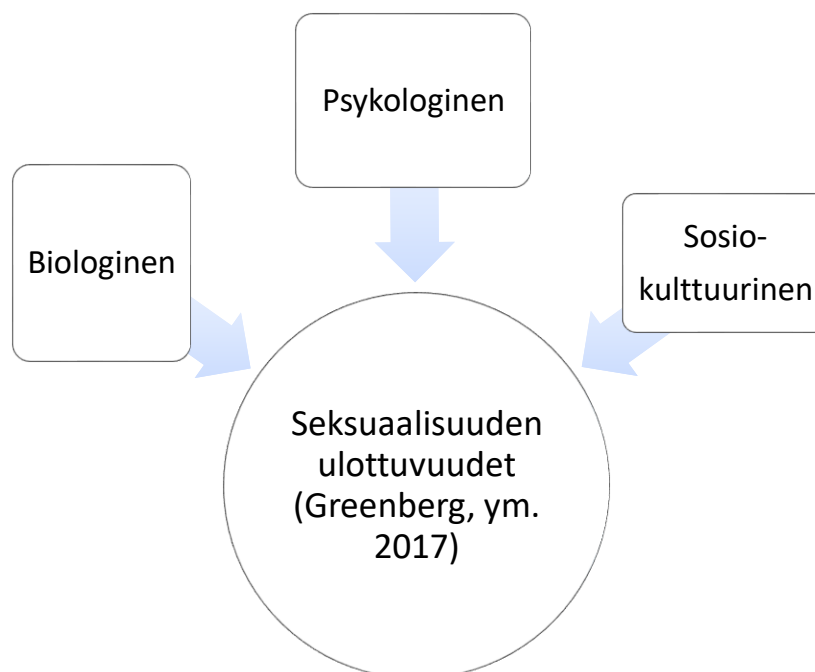 Psykologinen
Biologinen
Sosio-
kulttuurinen
Seksuaalisuuden
ulottuvuudet
(Greenberg, ym.
2017)